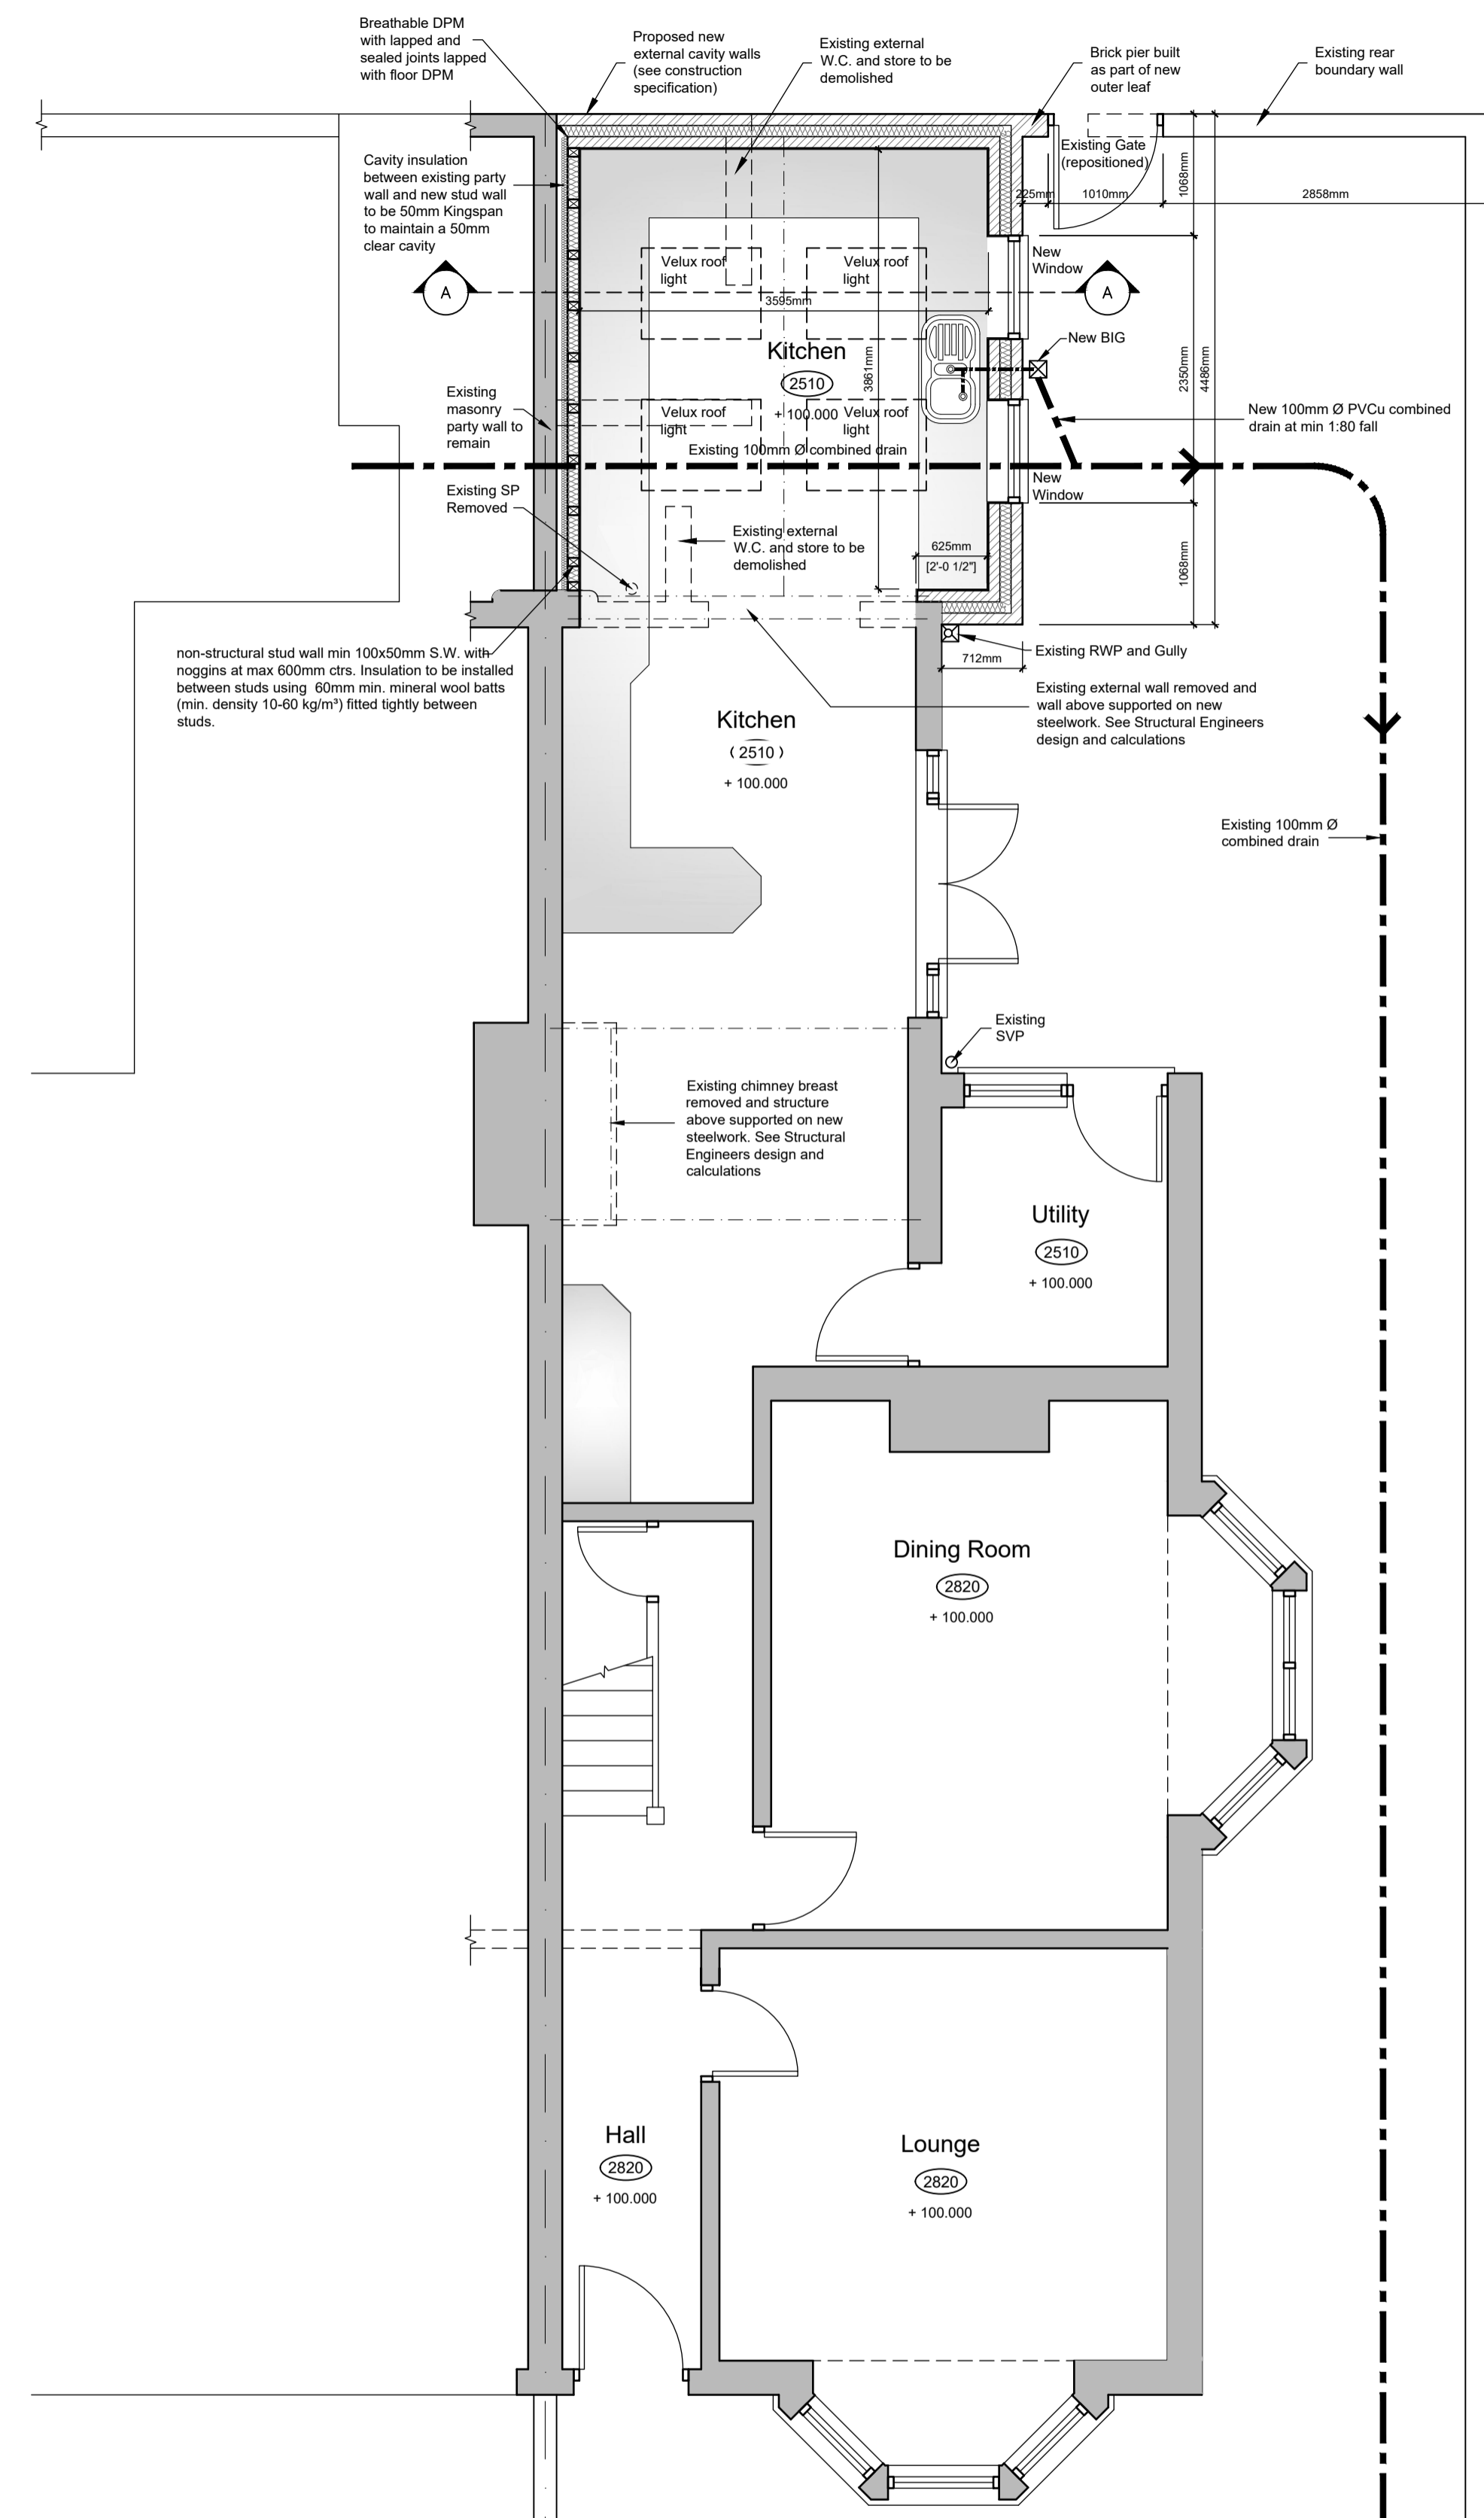 Breathable DPM
with lapped and
sealed joints lapped
with floor DPM
Proposed new
external cavity walls
(see construction
specification)
Existing external
W.C. and store to be
demolished
Brick pier built
as part of new
outer leaf
Existing rear
boundary wall
Cavity insulation
between existing party
wall and new stud wall
to be 50mm Kingspan
to maintain a 50mm
clear cavity
Existing Gate
(repositioned)
1068mm
225mm
1010mm
2858mm
New
Window
Velux roof
light
Velux roof
light
A
A
3595mm
Kitchen
2510
+ 100.000
3861mm
New BIG
2350mm
4486mm
Existing
masonry
party wall to
remain
Velux roof
light
Velux roof
light
New 100mm Ø PVCu combined
drain at min 1:80 fall
Existing 100mm Ø combined drain
Existing SP
Removed
New
Window
Existing external
W.C. and store to be
demolished
625mm
[2'-0 1/2"]
1068mm
non-structural stud wall min 100x50mm S.W. with
noggins at max 600mm ctrs. Insulation to be installed
between studs using 60mm min. mineral wool batts
(min. density 10-60 kg/m³) fitted tightly between
studs.
712mm
Existing RWP and Gully
Existing external wall removed and
wall above supported on new
steelwork. See Structural Engineers
design and calculations
Kitchen
(2510)
+ 100.000
Existing 100mm Ø
combined drain
Existing
SVP
Existing chimney breast
removed and structure
above supported on new
steelwork. See Structural
Engineers design and
calculations
Utility
2510
+ 100.000
Dining Room
2820
+ 100.000
Hall
2820
+ 100.000
Lounge
2820
+ 100.000